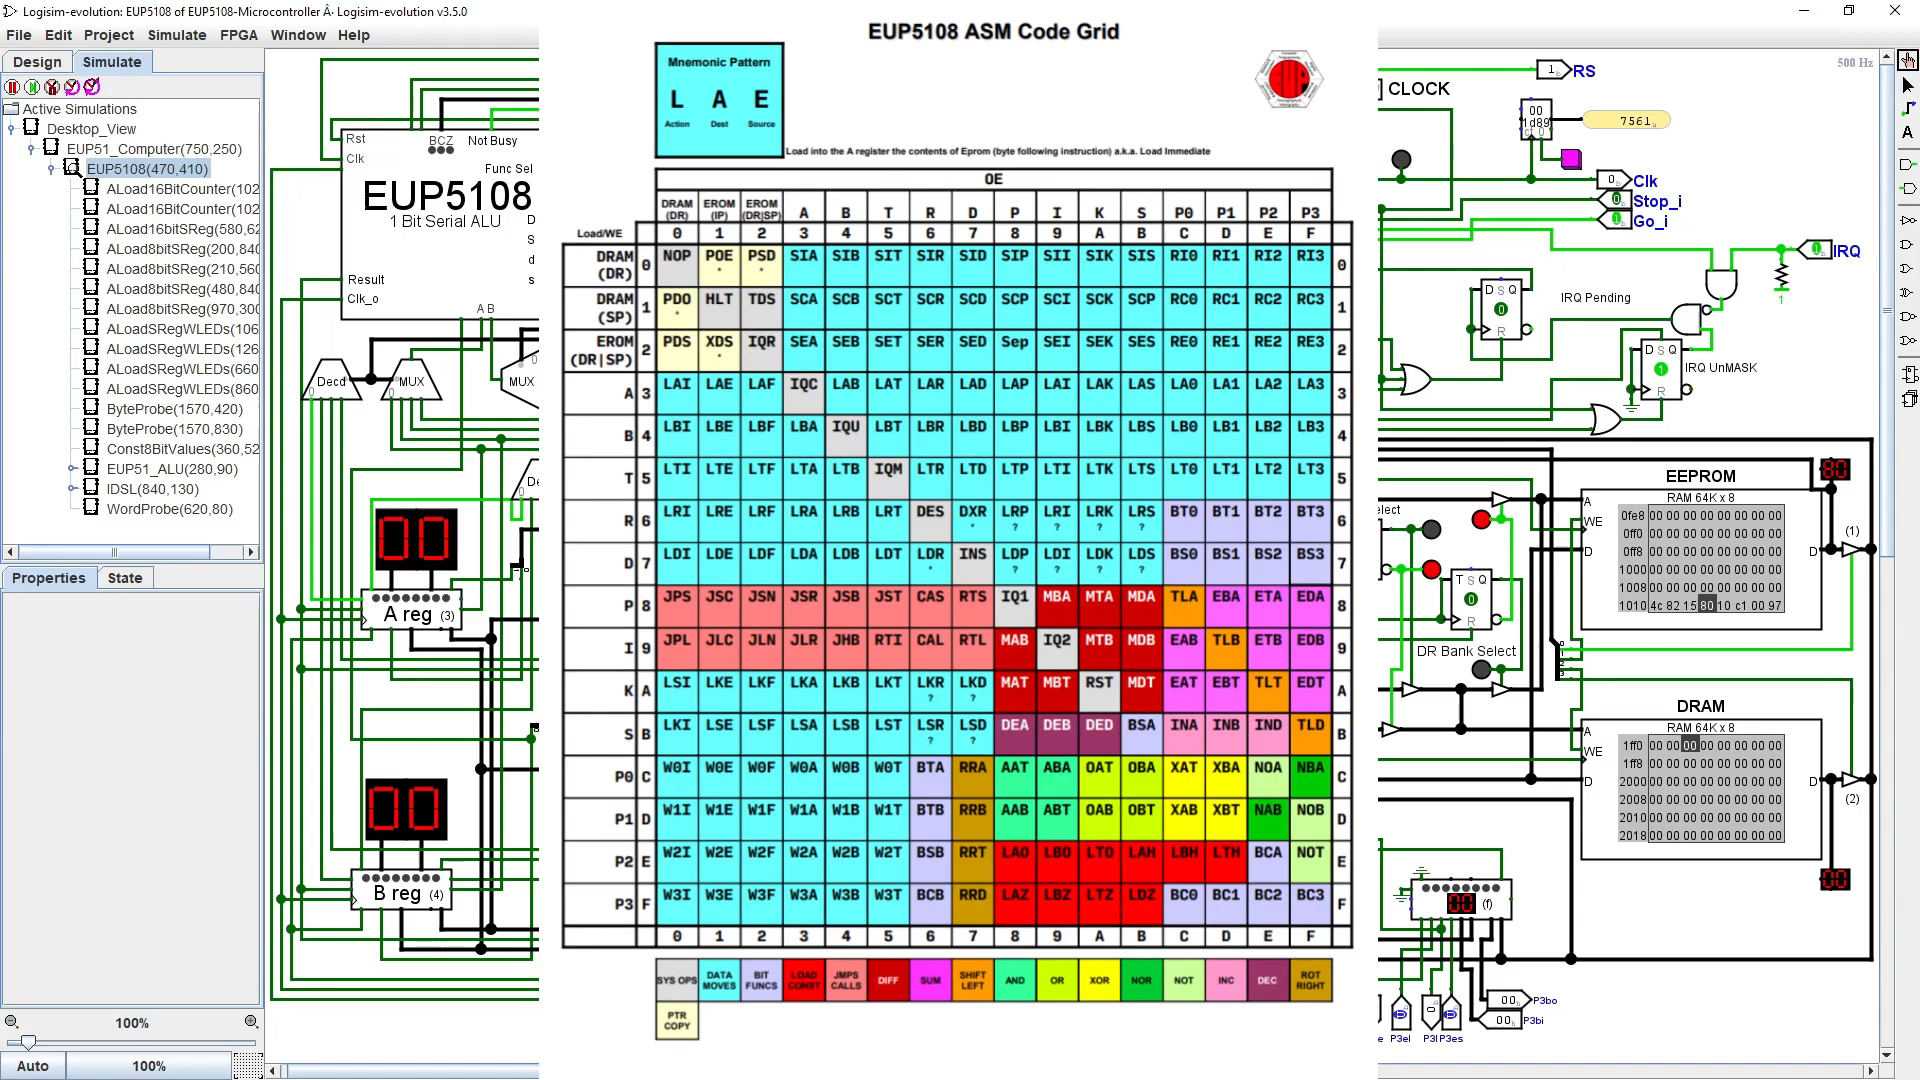 Logisim-evolution: EUP5108 of EUP5108-Microcontroller Â· Logisim-evolution v3.5.0
File Edit Project Simulate FPGA Window Help
Design Simulate
Active Simulations
Desktop_View
EUP51_Computer(750,250)
EUP5108(470,410)
ALoad16BitCounter(102
ALoad16BitCounter(102
ALoad16bitSReg(580,62
ALoad8bitSReg(200,840
ALoad8bitSReg(210,560
ALoad8bitSReg(480,840
ALoad8bitSReg(970,300
ALoadSRegWLEDs(106
ALoadSRegWLEDs(126
ALoadSRegWLEDs(660
ALoadSRegWLEDs(860
ByteProbe(1570,420)
ByteProbe(1570,830)
Const8BitValues(360,52
EUP51_ALU(280,90)
IDSL(840,130)
WordProbe(620,80)
Properties State
100%
Auto 100%
Rst
Clk
BCZ Not Busy
Func Sel
EUP5108
1 Bit Serial ALU
D
S
d
s
Result
Clk_o
A B
Decd
MUX
MUX
00
A reg (3)
00
B reg (4)
EUP5108 ASM Code Grid
Mnemonic Pattern
L A E
Action Dest Source
Load into the A register the contents of Eprom (byte following instruction) a.k.a. Load Immediate
OE
DRAM (DR) EROM (IP) EROM (DR|SP) A B T R D P I K S P0 P1 P2 P3
Load/WE 0 1 2 3 4 5 6 7 8 9 A B C D E F
DRAM (DR) 0 NOP POE * PSD * SIA SIB SIT SIR SID SIP SII SIK SIS RI0 RI1 RI2 RI3 0
DRAM (SP) 1 PDO * HLT TDS SCA SCB SCT SCR SCD SCP SCI SCK SCP RC0 RC1 RC2 RC3 1
EROM (DR|SP) 2 PDS XDS * IQR SEA SEB SET SER SED Sep SEI SEK SES RE0 RE1 RE2 RE3 2
A 3 LAI LAE LAF IQC LAB LAT LAR LAD LAP LAI LAK LAS LA0 LA1 LA2 LA3 3
B 4 LBI LBE LBF LBA IQU LBT LBR LBD LBP LBI LBK LBS LB0 LB1 LB2 LB3 4
T 5 LTI LTE LTF LTA LTB IQM LTR LTD LTP LTI LTK LTS LT0 LT1 LT2 LT3 5
R 6 LRI LRE LRF LRA LRB LRT DES DXR * LRP ? LRI ? LRK ? LRS ? BT0 BT1 BT2 BT3 6
D 7 LDI LDE LDF LDA LDB LDT LDR * INS LDP ? LDI ? LDK ? LDS ? BS0 BS1 BS2 BS3 7
P 8 JPS JSC JSN JSR JSB JST CAS RTS IQ1 MBA MTA MDA TLA EBA ETA EDA 8
I 9 JPL JLC JLN JLR JHB RTI CAL RTL MAB IQ2 MTB MDB EAB TLB ETB EDB 9
K A LSI LKE LKF LKA LKB LKT LKR ? LKD ? MAT MBT RST MDT EAT EBT TLT EDT A
S B LKI LSE LSF LSA LSB LST LSR ? LSD ? DEA DEB DED BSA INA INB IND TLD B
P0 C W0I W0E W0F W0A W0B W0T BTA RRA AAT ABA OAT OBA XAT XBA NOA NBA C
P1 D W1I W1E W1F W1A W1B W1T BTB RRB AAB ABT OAB OBT XAB XBT NAB NOB D
P2 E W2I W2E W2F W2A W2B W2T BSB RRT LAO LBO LTO LAH LBH LTH BCA NOT E
P3 F W3I W3E W3F W3A W3B W3T BCB RRD LAZ LBZ LTZ LDZ BC0 BC1 BC2 BC3 F
0 1 2 3 4 5 6 7 8 9 A B C D E F
SYS OPS DATA MOVES BIT FUNCS LOAD CONST JMPS CALLS DIFF SUM SHIFT LEFT AND OR XOR NOR NOT INC DEC ROT RIGHT
PTR COPY
500 Hz
CLOCK
1 RS
00
1d89
7561
0 Clk
0 Stop_i
1 Go_i
1 IRQ
1
IRQ Pending
D S Q
0
R
D S Q
1
R
IRQ UnMASK
EEPROM
RAM 64K x 8
80
A
WE
D
D
(1)
0fe8 00 00 00 00 00 00 00 00
0ff0 00 00 00 00 00 00 00 00
0ff8 00 00 00 00 00 00 00 00
1000 00 00 00 00 00 00 00 00
1008 00 00 00 00 00 00 00 00
1010 4c 82 15 80 10 c1 00 97
elect
T S Q
0
R
DR Bank Select
DRAM
RAM 64K x 8
A
WE
D
D
(2)
1ff0 00 00 00 00 00 00 00 00
1ff8 00 00 00 00 00 00 00 00
2000 00 00 00 00 00 00 00 00
2008 00 00 00 00 00 00 00 00
2010 00 00 00 00 00 00 00 00
2018 00 00 00 00 00 00 00 00
00
00 (f)
00 P3bo
00 P3bi
e P3el P3lP3es